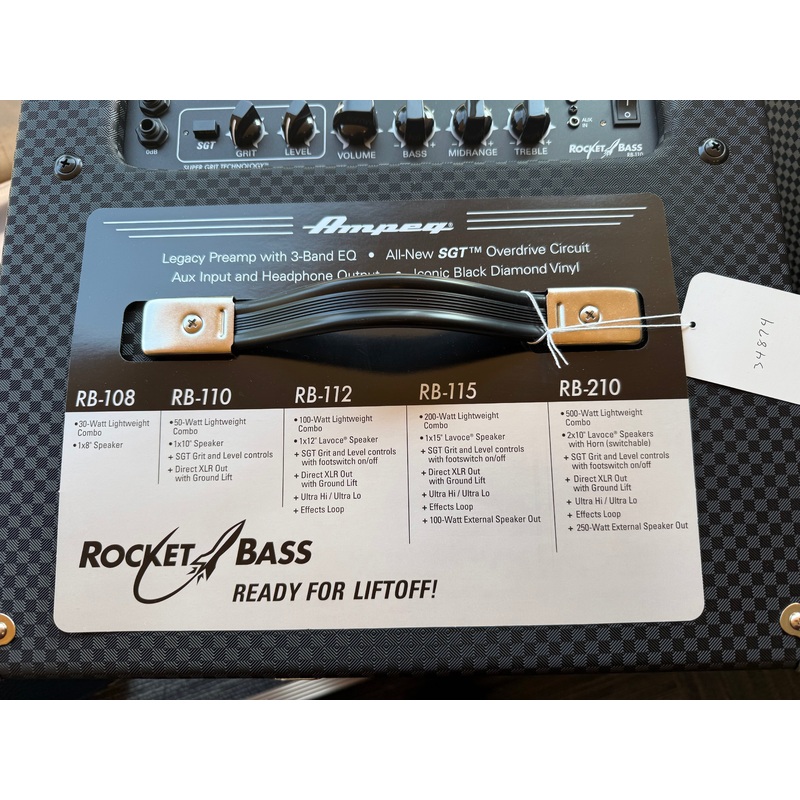 0dB
SGT
GRIT
LEVEL
VOLUME
BASS
MIDRANGE
TREBLE
AUX
IN
SUPER GRIT TECHNOLOGY™
ROCKET BASS
RB-110
Ampeg
Legacy Preamp with 3-Band EQ • All-New SGT™ Overdrive Circuit
Aux Input and Headphone Output • Iconic Black Diamond Vinyl
34874
RB-108
•30-Watt Lightweight
Combo
•1x8" Speaker
RB-110
•50-Watt Lightweight
Combo
•1x10" Speaker
+ SGT Grit and Level controls
+ Direct XLR Out
with Ground Lift
RB-112
•100-Watt Lightweight
Combo
•1x12" Lavoce® Speaker
+ SGT Grit and Level controls
with footswitch on/off
+ Direct XLR Out
with Ground Lift
+ Ultra Hi / Ultra Lo
+ Effects Loop
RB-115
•200-Watt Lightweight
Combo
•1x15" Lavoce® Speaker
+ SGT Grit and Level controls
with footswitch on/off
+ Direct XLR Out
with Ground Lift
+ Ultra Hi / Ultra Lo
+ Effects Loop
+ 100-Watt External Speaker Out
RB-210
•500-Watt Lightweight
Combo
•2x10" Lavoce® Speakers
with Horn (switchable)
+ SGT Grit and Level controls
with footswitch on/off
+ Direct XLR Out
with Ground Lift
+ Ultra Hi / Ultra Lo
+ Effects Loop
+ 250-Watt External Speaker Out
ROCKET BASS
READY FOR LIFTOFF!